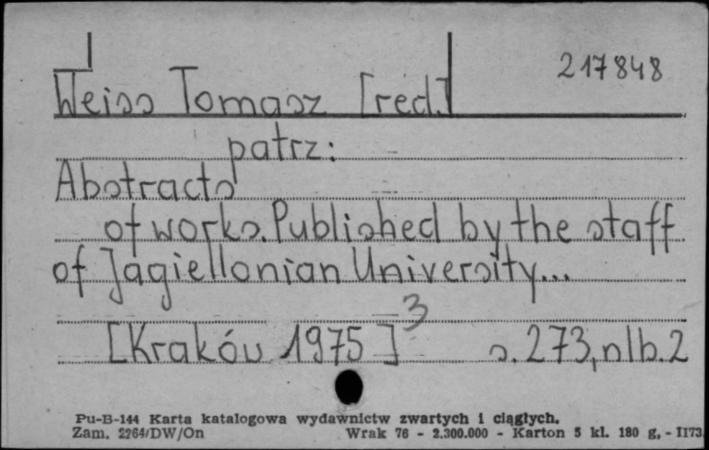 217848
Weiss Tomasz [red.]
patrz:
Abstracts
of works. Published by the staff
of Jagiellonian University...
3
[Kraków 1975] s. 273, nlb. 2
Pu-B-144 Karta katalogowa wydawnictw zwartych i ciągłych.
Zam. 2264/DW/On Wrak 76 - 2.300.000 - Karton 5 kl. 180 g. - I173